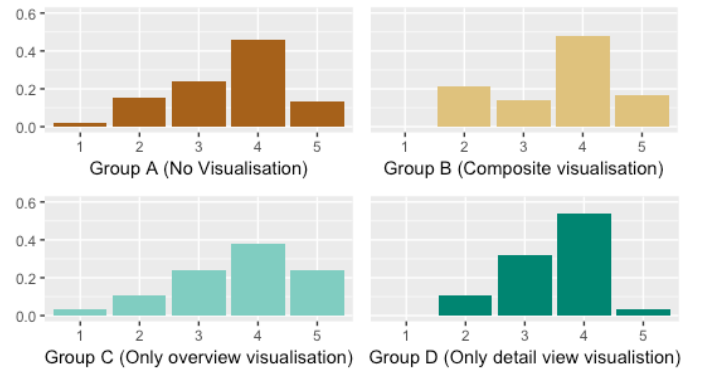 0.6
0.4
0.2
0.0
1 2 3 4 5
1 2 3 4 5
Group A (No Visualisation)
Group B (Composite visualisation)
0.6
0.4
0.2
0.0
1 2 3 4 5
1 2 3 4 5
Group C (Only overview visualisation)
Group D (Only detail view visualistion)